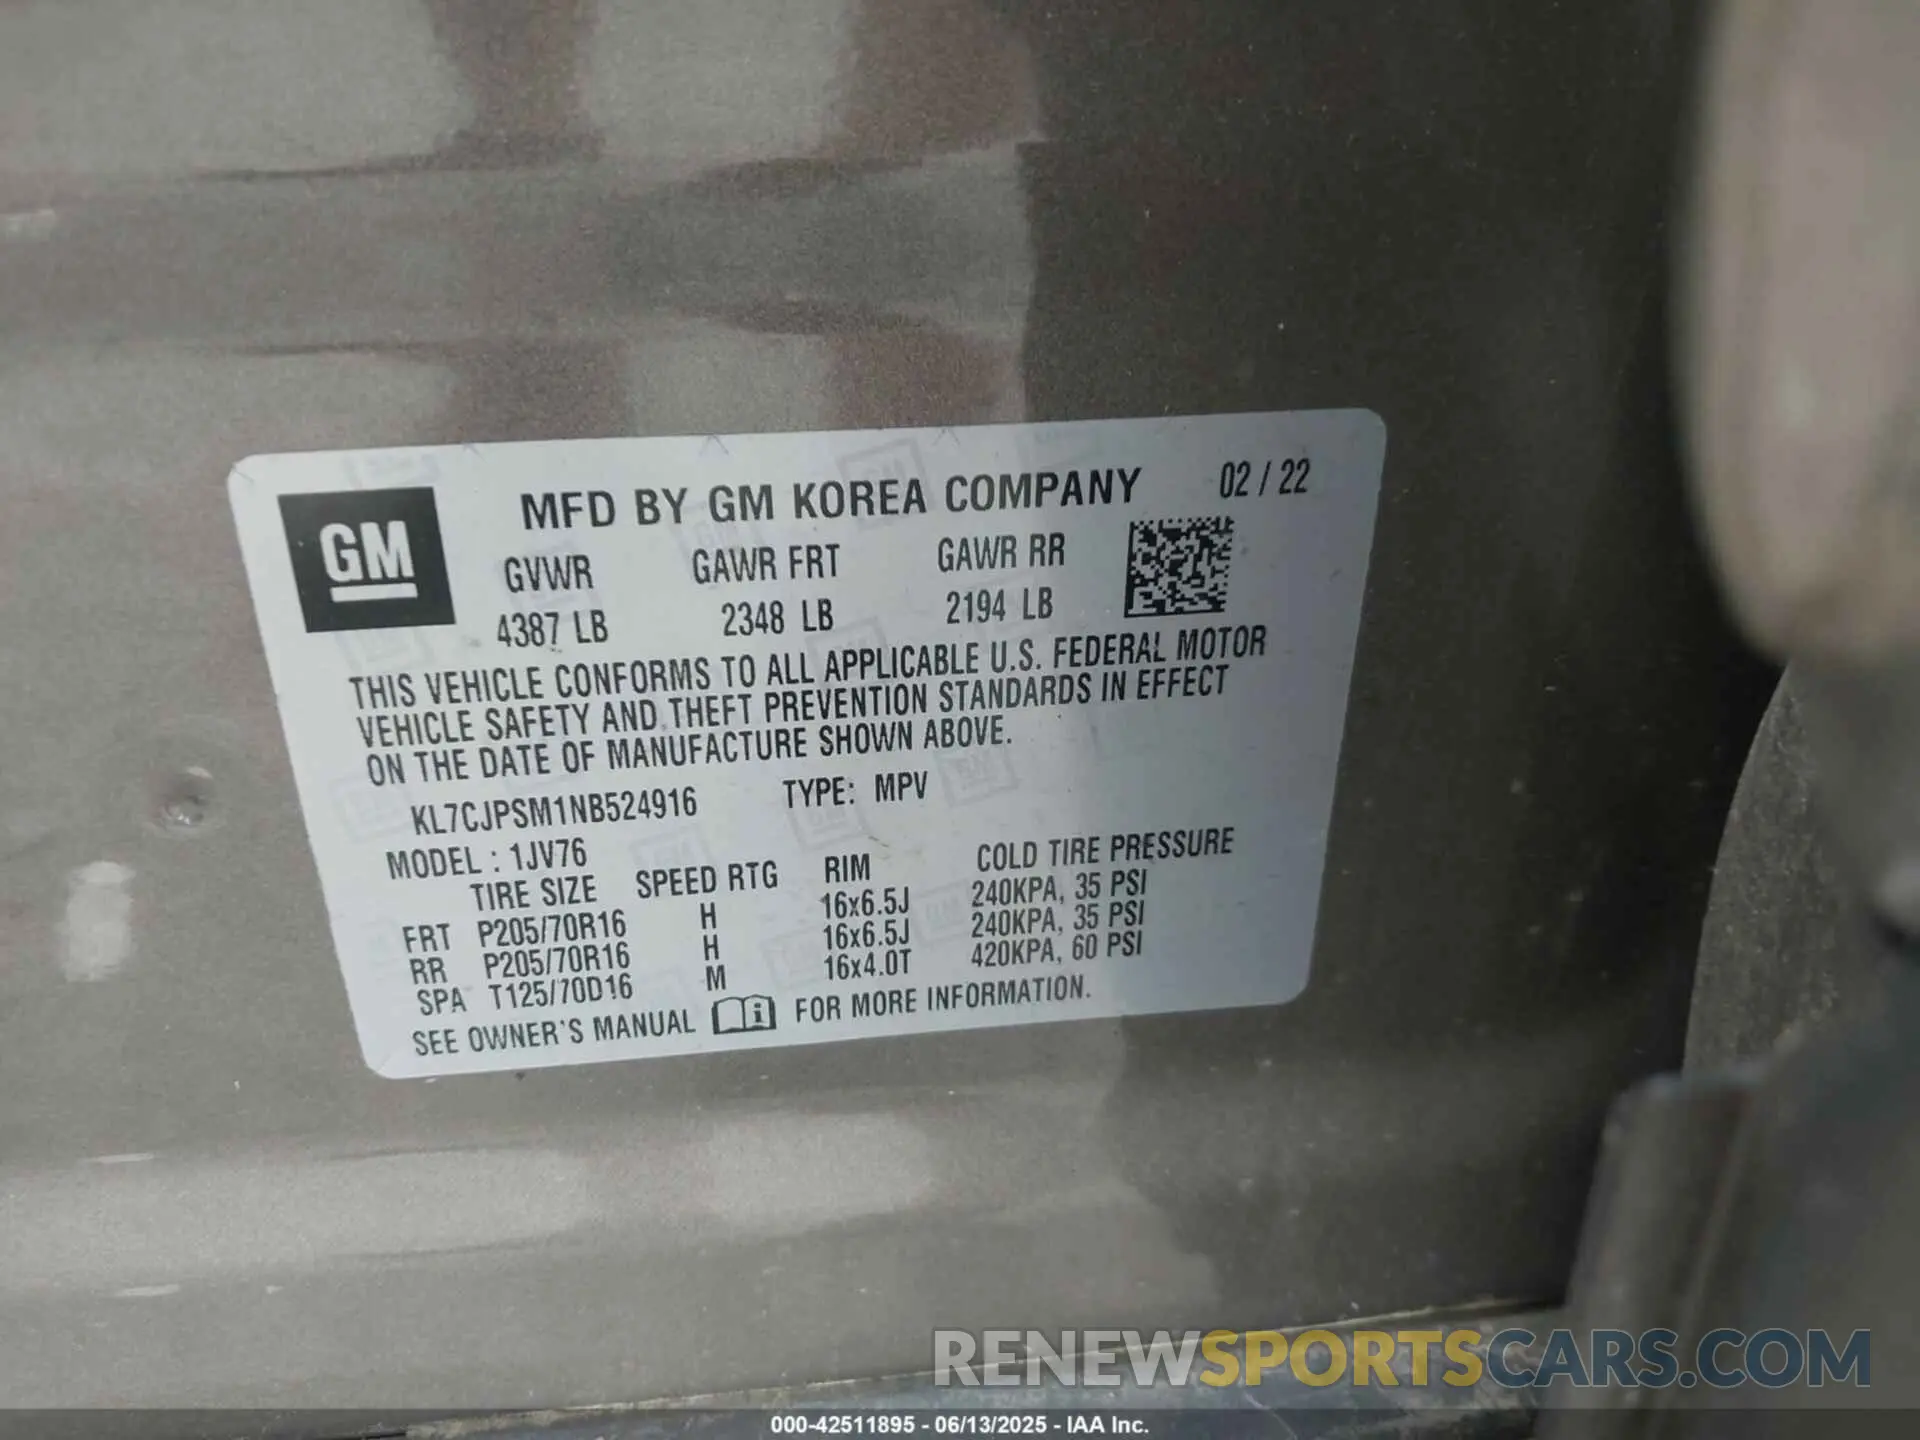 GM
MFD BY GM KOREA COMPANY 02 / 22
GVWR GAWR FRT GAWR RR
4387 LB 2348 LB 2194 LB
THIS VEHICLE CONFORMS TO ALL APPLICABLE U.S. FEDERAL MOTOR
VEHICLE SAFETY AND THEFT PREVENTION STANDARDS IN EFFECT
ON THE DATE OF MANUFACTURE SHOWN ABOVE.
KL7CJPSM1NB524916 TYPE: MPV
MODEL : 1JV76
TIRE SIZE SPEED RTG RIM COLD TIRE PRESSURE
FRT P205/70R16 H 16x6.5J 240KPA, 35 PSI
RR P205/70R16 H 16x6.5J 240KPA, 35 PSI
SPA T125/70D16 M 16x4.0T 420KPA, 60 PSI
SEE OWNER'S MANUAL i FOR MORE INFORMATION.
RENEWSPORTSCARS.COM
000-42511895 - 06/13/2025 - IAA Inc.